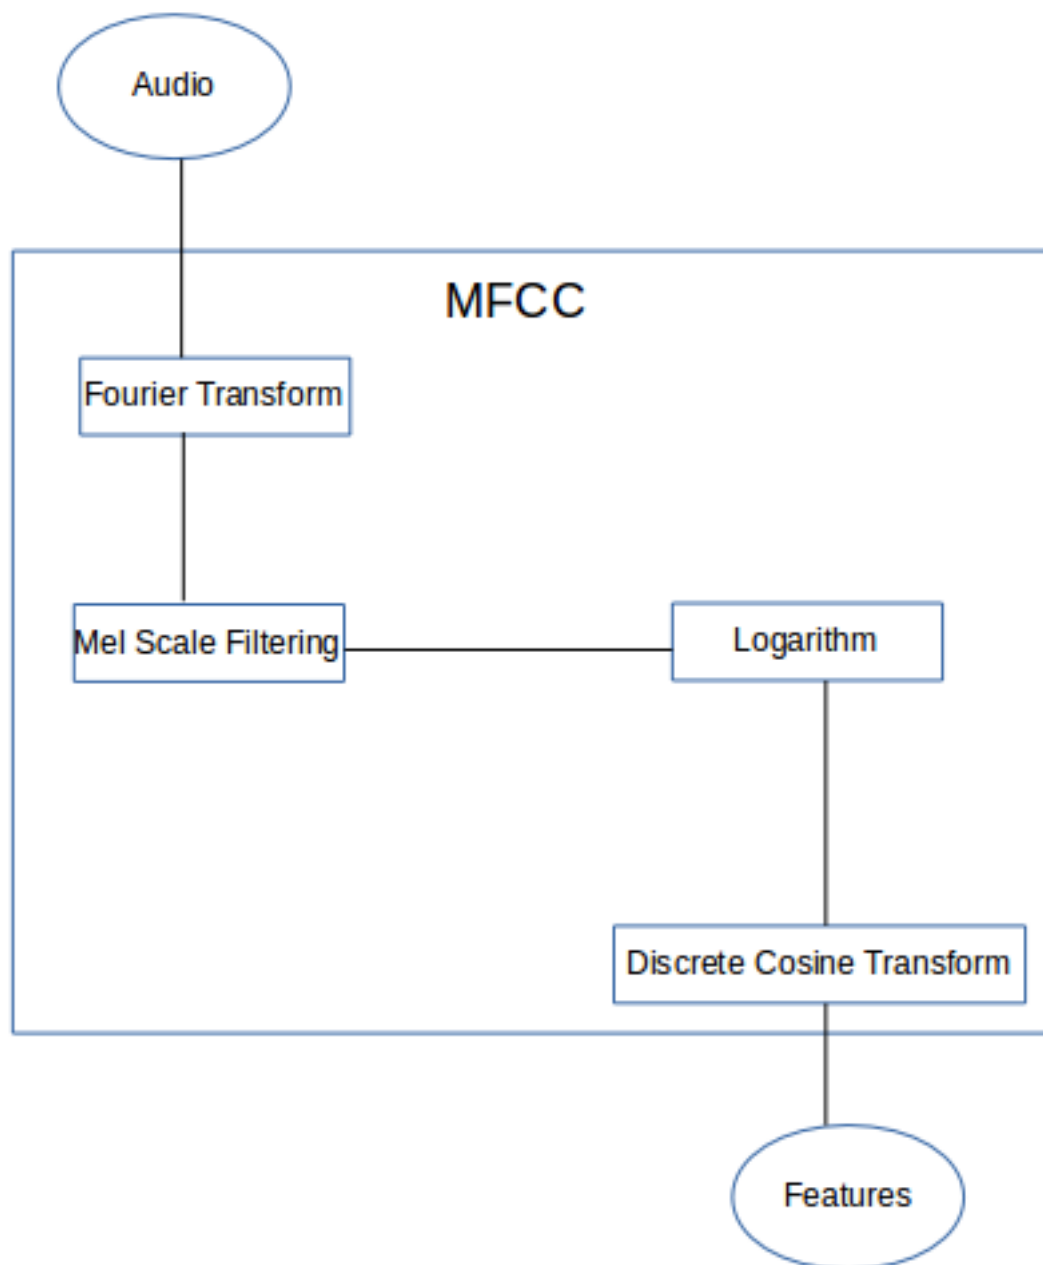 Audio
MFCC
Fourier Transform
Mel Scale Filtering
Logarithm
Discrete Cosine Transform
Features